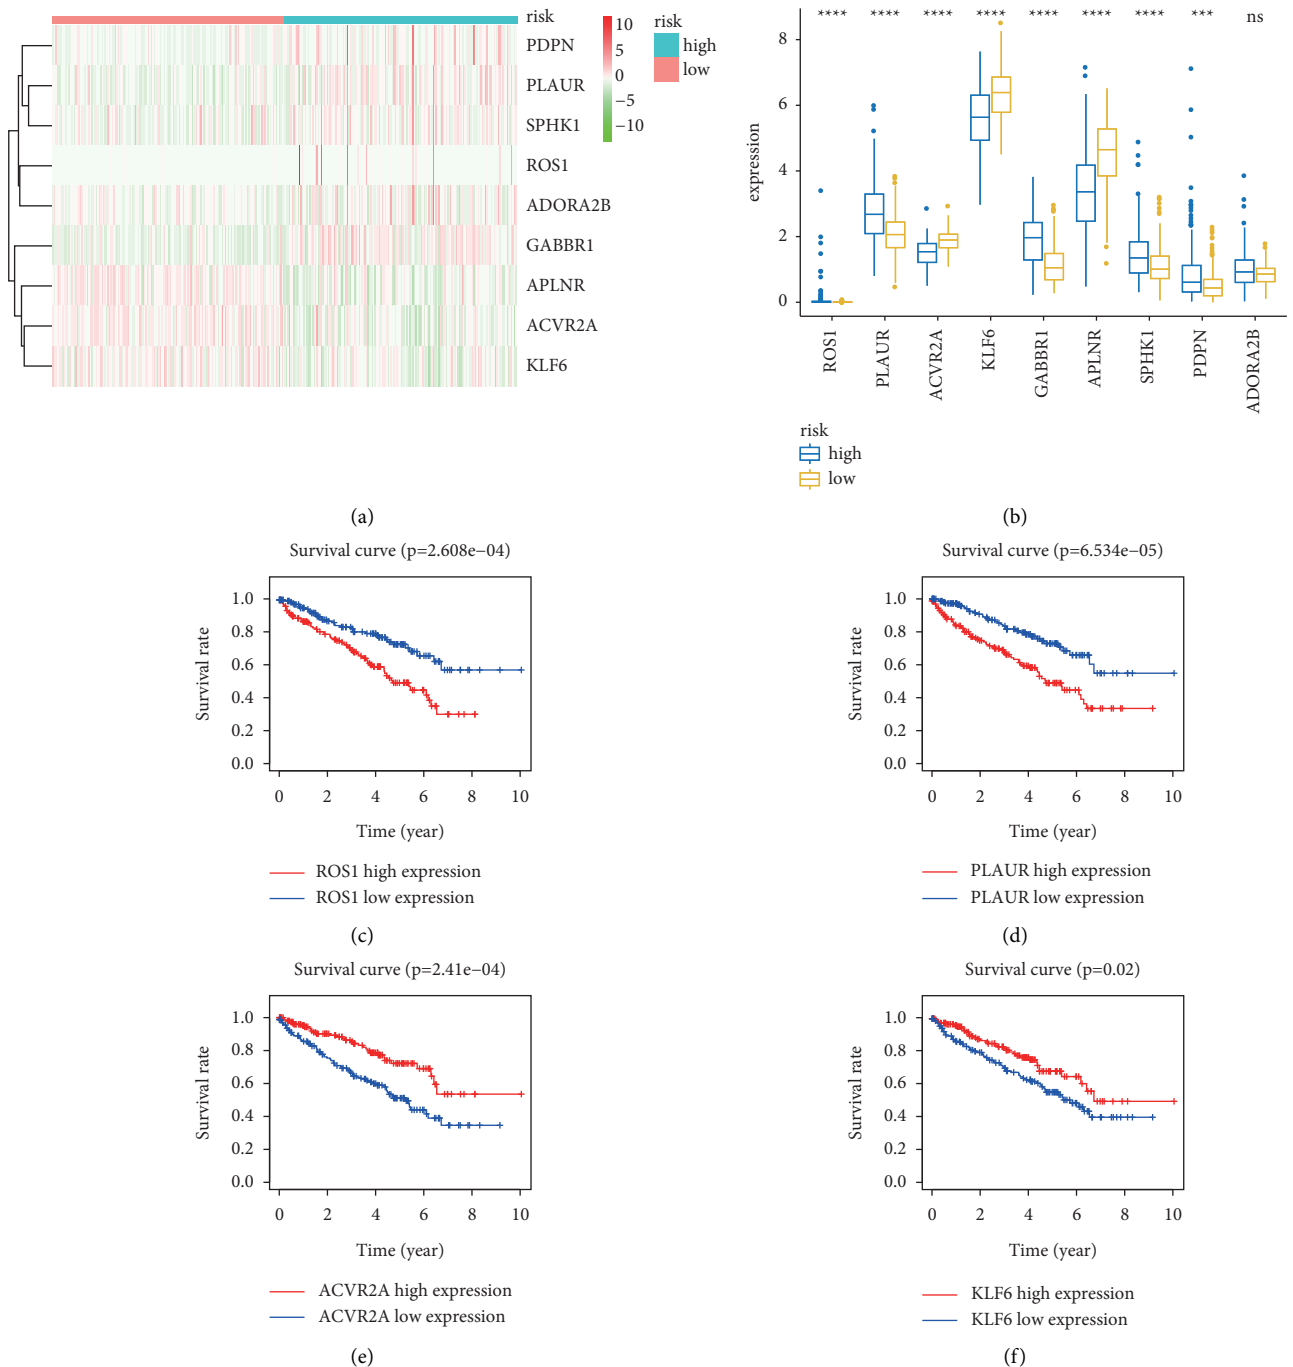 risk
PDPN
PLAUR
SPHK1
ROS1
ADORA2B
GABBR1
APLNR
ACVR2A
KLF6
10
5
0
−5
−10
risk
high
low
(a)
**** **** **** **** **** **** **** *** ns
expression
8
6
4
2
0
ROS1
PLAUR
ACVR2A
KLF6
GABBR1
APLNR
SPHK1
PDPN
ADORA2B
risk
high
low
(b)
Survival curve (p=2.608e−04)
Survival rate
1.0
0.8
0.6
0.4
0.2
0.0
0 2 4 6 8 10
Time (year)
ROS1 high expression
ROS1 low expression
(c)
Survival curve (p=6.534e−05)
Survival rate
1.0
0.8
0.6
0.4
0.2
0.0
0 2 4 6 8 10
Time (year)
PLAUR high expression
PLAUR low expression
(d)
Survival curve (p=2.41e−04)
Survival rate
1.0
0.8
0.6
0.4
0.2
0.0
0 2 4 6 8 10
Time (year)
ACVR2A high expression
ACVR2A low expression
(e)
Survival curve (p=0.02)
Survival rate
1.0
0.8
0.6
0.4
0.2
0.0
0 2 4 6 8 10
Time (year)
KLF6 high expression
KLF6 low expression
(f)